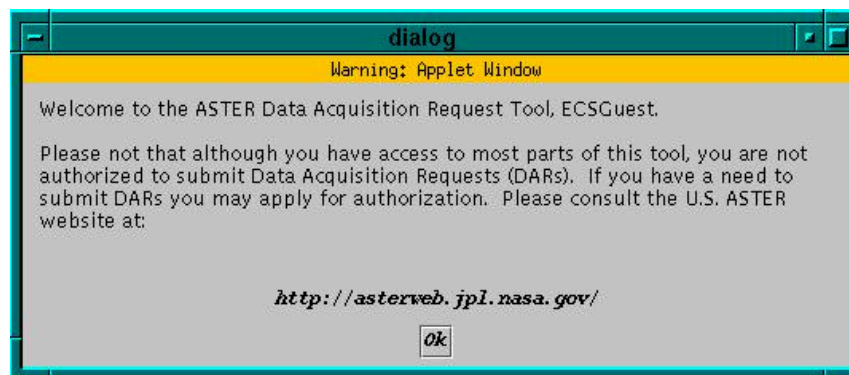 dialog
Warning: Applet Window
Welcome to the ASTER Data Acquisition Request Tool, ECSGuest.
Please not that although you have access to most parts of this tool, you are not
authorized to submit Data Acquisition Requests (DARs).  If you have a need to
submit DARs you may apply for authorization.  Please consult the U.S. ASTER
website at:
http://asterweb.jpl.nasa.gov/
Ok